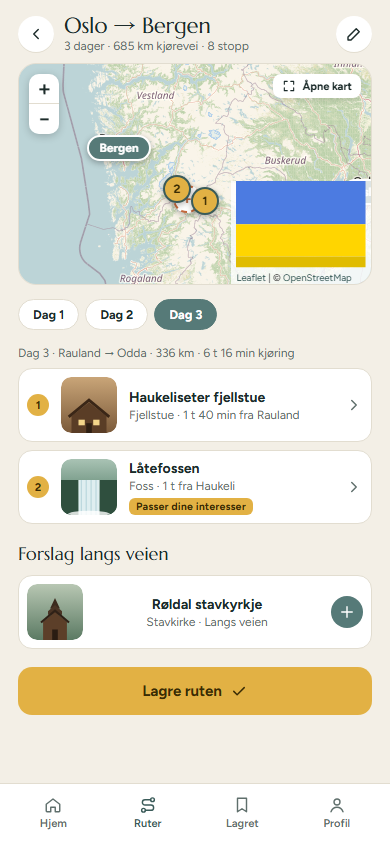 Oslo → Bergen
3 dager · 685 km kjørevei · 8 stopp
Vestland
Åpne kart
+
−
Bergen
Buskerud
2
1
Rogaland
Leaflet | © OpenStreetMap
Dag 1
Dag 2
Dag 3
Dag 3 · Rauland → Odda · 336 km · 6 t 16 min kjøring
1
Haukeliseter fjellstue
Fjellstue · 1 t 40 min fra Rauland
2
Låtefossen
Foss · 1 t fra Haukeli
Passer dine interesser
Forslag langs veien
Røldal stavkyrkje
Stavkirke · Langs veien
Lagre ruten
Hjem
Ruter
Lagret
Profil